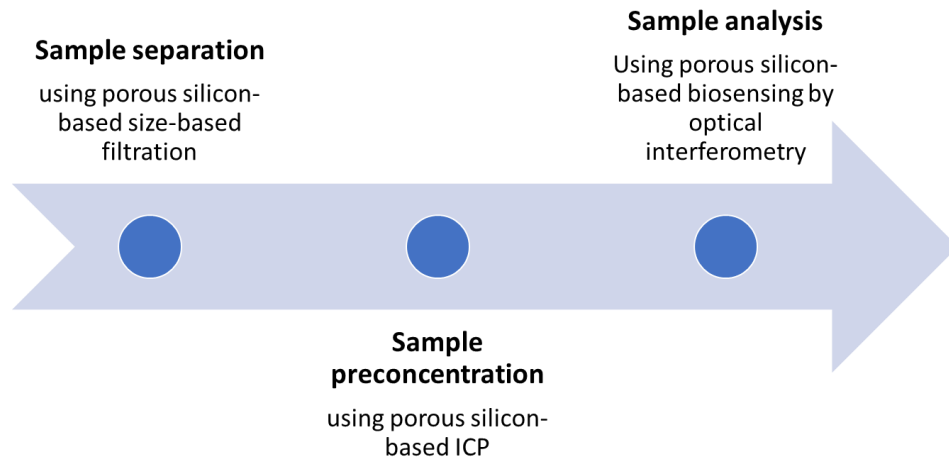 Sample separation
using porous silicon-
based size-based
filtration
Sample
preconcentration
using porous silicon-
based ICP
Sample analysis
Using porous silicon-
based biosensing by
optical
interferometry